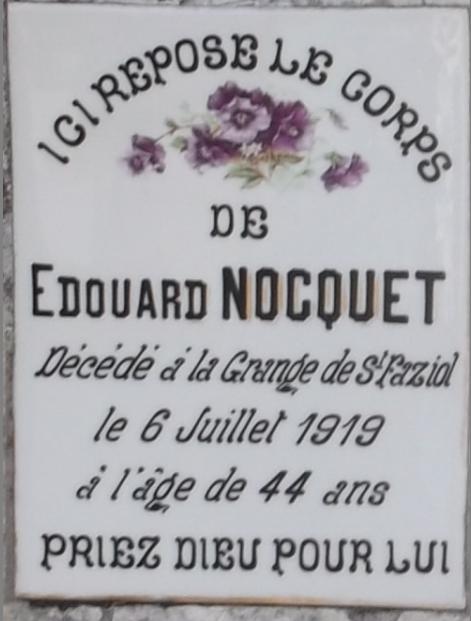 ICI REPOSE LE CORPS
DE
EDOUARD NOCQUET
Décédé à la Grange de St Faziol
le 6 Juillet 1919
à l'âge de 44 ans
PRIEZ DIEU POUR LUI